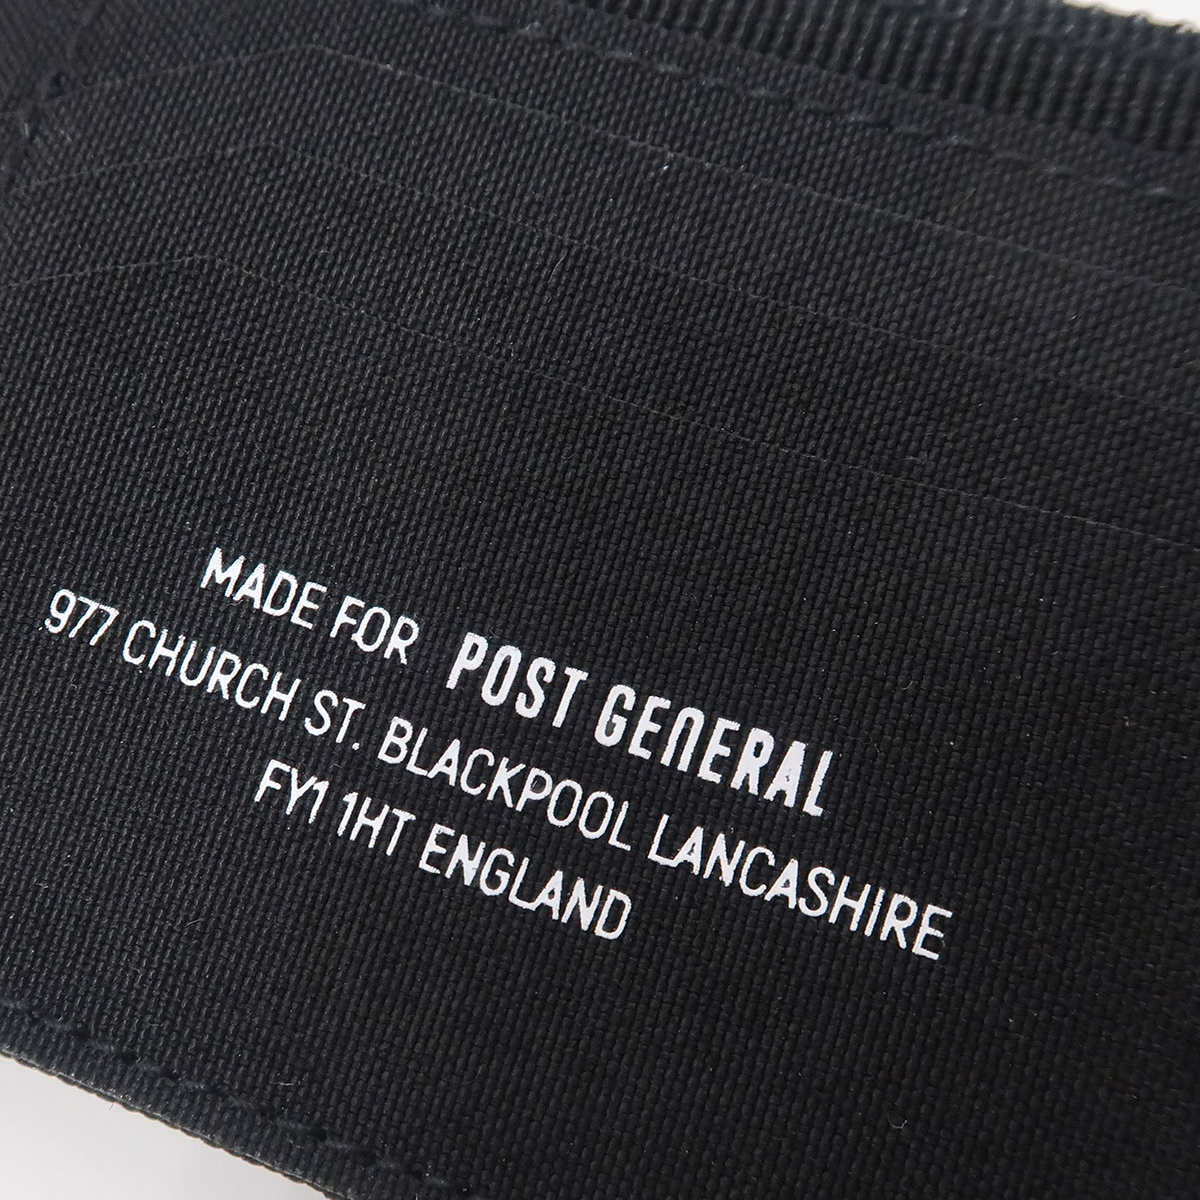 MADE FOR POST GENERAL
977 CHURCH ST. BLACKPOOL LANCASHIRE
FY1 1HT ENGLAND